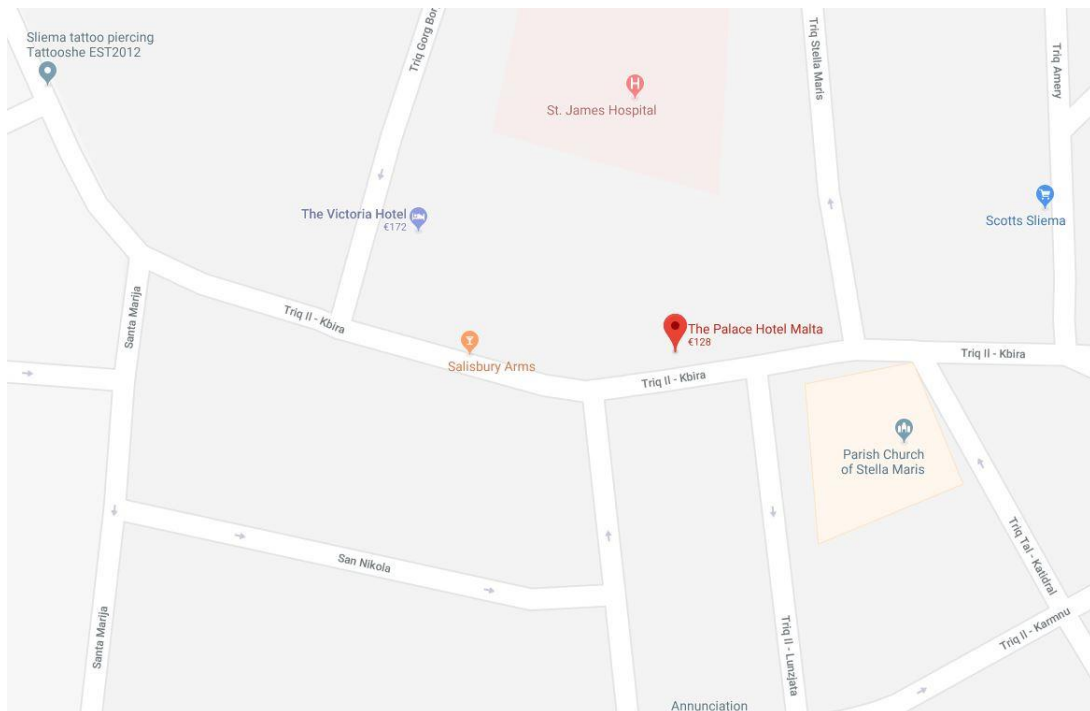 Sliema tattoo piercing
Tattooshe EST2012
Triq Gorg Bor
St. James Hospital
Triq Stella Maris
Triq Amery
The Victoria Hotel
€172
Scotts Sliema
Santa Marija
Triq Il - Kbira
Salisbury Arms
The Palace Hotel Malta
€128
Triq Il - Kbira
Triq Il - Kbira
Parish Church
of Stella Maris
San Nikola
Triq Tal - Katidral
Santa Marija
Triq Il - Lunzjata
Triq Il - Karmnu
Annunciation